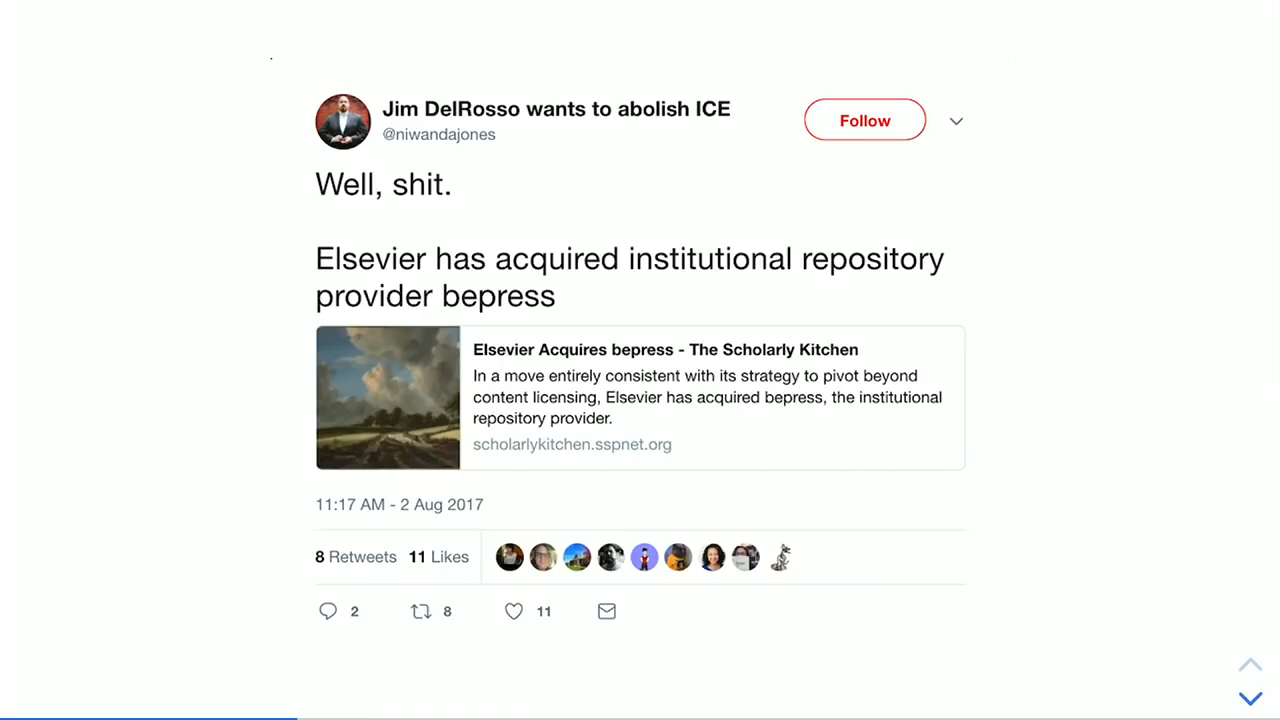 Jim DelRosso wants to abolish ICE
@niwandajones
Follow
Well, shit.
Elsevier has acquired institutional repository
provider bepress
Elsevier Acquires bepress - The Scholarly Kitchen
In a move entirely consistent with its strategy to pivot beyond
content licensing, Elsevier has acquired bepress, the institutional
repository provider.
scholarlykitchen.sspnet.org
11:17 AM - 2 Aug 2017
8 Retweets 11 Likes
2 8 11